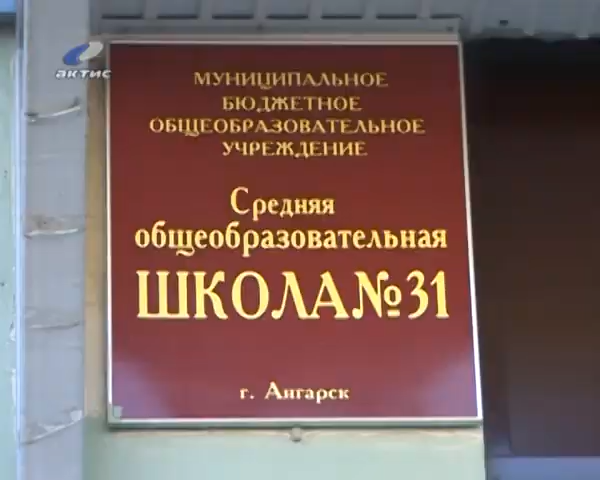 актис
МУНИЦИПАЛЬНОЕ
БЮДЖЕТНОЕ
ОБЩЕОБРАЗОВАТЕЛЬНОЕ
УЧРЕЖДЕНИЕ
Средняя
общеобразовательная
ШКОЛА№31
г. Ангарск